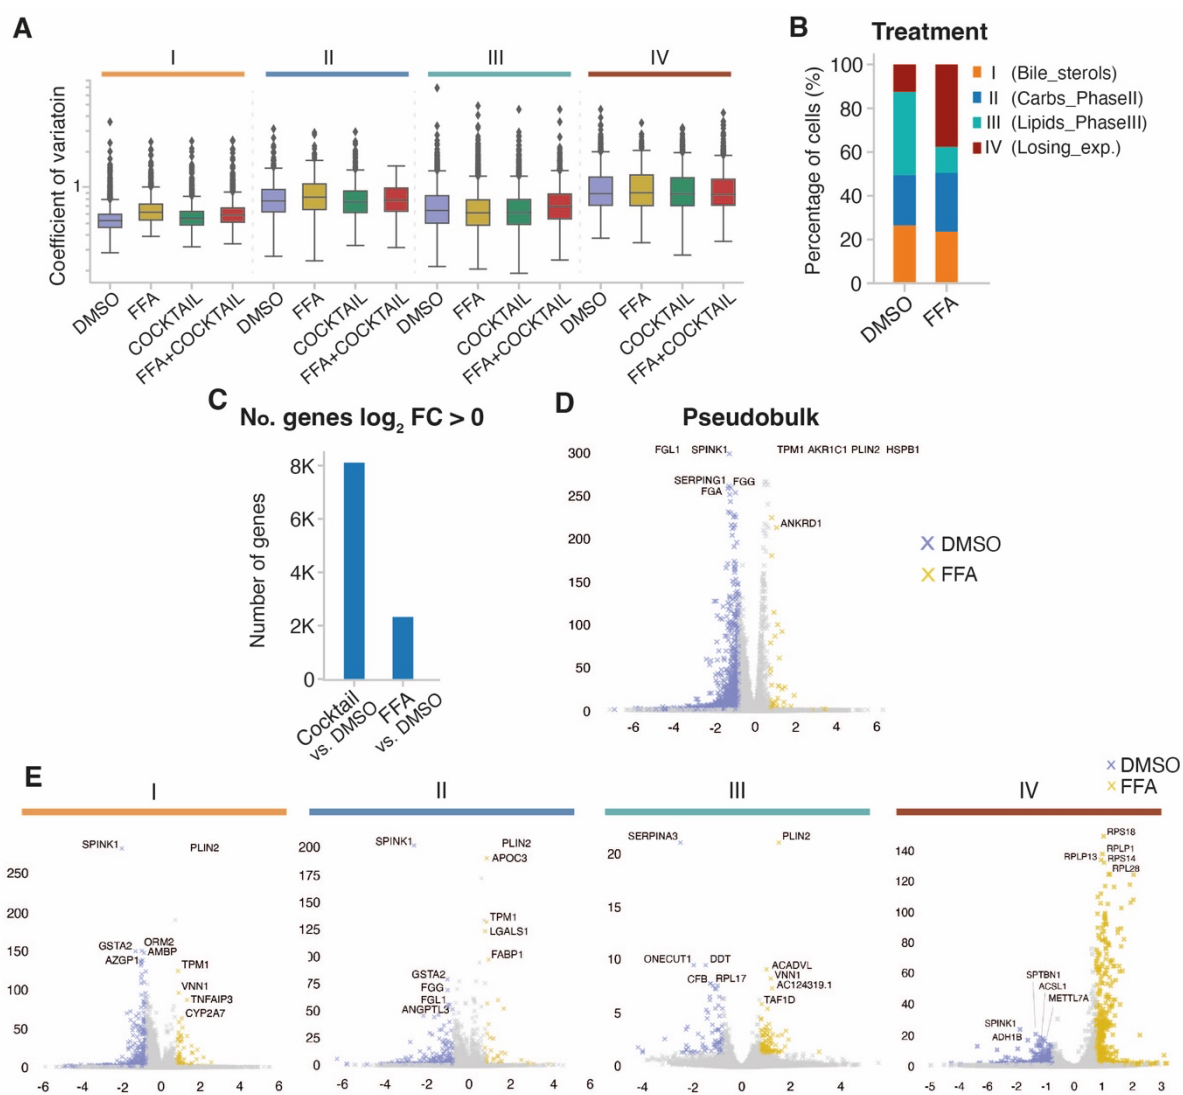 A
I II III IV
Coefficient of variatoin
1
DMSO FFA COCKTAIL FFA+COCKTAIL DMSO FFA COCKTAIL FFA+COCKTAIL DMSO FFA COCKTAIL FFA+COCKTAIL DMSO FFA COCKTAIL FFA+COCKTAIL
B
Treatment
Percentage of cells (%)
100
80
60
40
20
0
DMSO FFA
I (Bile_sterols)
II (Carbs_PhaseII)
III (Lipids_PhaseIII)
IV (Losing_exp.)
C
No. genes log2 FC > 0
Number of genes
8K
6K
4K
2K
0
Cocktail
vs. DMSO
FFA
vs. DMSO
D
Pseudobulk
300
250
200
150
100
50
0
FGL1 SPINK1 TPM1 AKR1C1 PLIN2 HSPB1
SERPING1 FGG
FGA
ANKRD1
-6 -4 -2 0 2 4 6
DMSO
FFA
E
DMSO
FFA
I
SPINK1 PLIN2
250
200
150
100
50
0
GSTA2 ORM2
AMBP
AZGP1
TPM1
VNN1
TNFAIP3
CYP2A7
-6 -4 -2 0 2 4 6
II
200
175
150
125
00
75
50
25
0
SPINK1 PLIN2
APOC3
TPM1
LGALS1
FABP1
GSTA2
FGG
FGL1
ANGPTL3
-6 -4 -2 0 2 4 6
III
SERPINA3 PLIN2
20
15
10
5
0
ONECUT1 DDT
CFB RPL17
ACADVL
VNN1
AC124319.1
TAF1D
-4 -2 0 2 4
IV
140
120
100
80
60
40
20
0
RPS18
RPLP1
RPLP13 RPS14
RPL28
SPTBN1
ACSL1
METTL7A
SPINK1
ADH1B
-5 -4 -2 -1 0 1 2 3